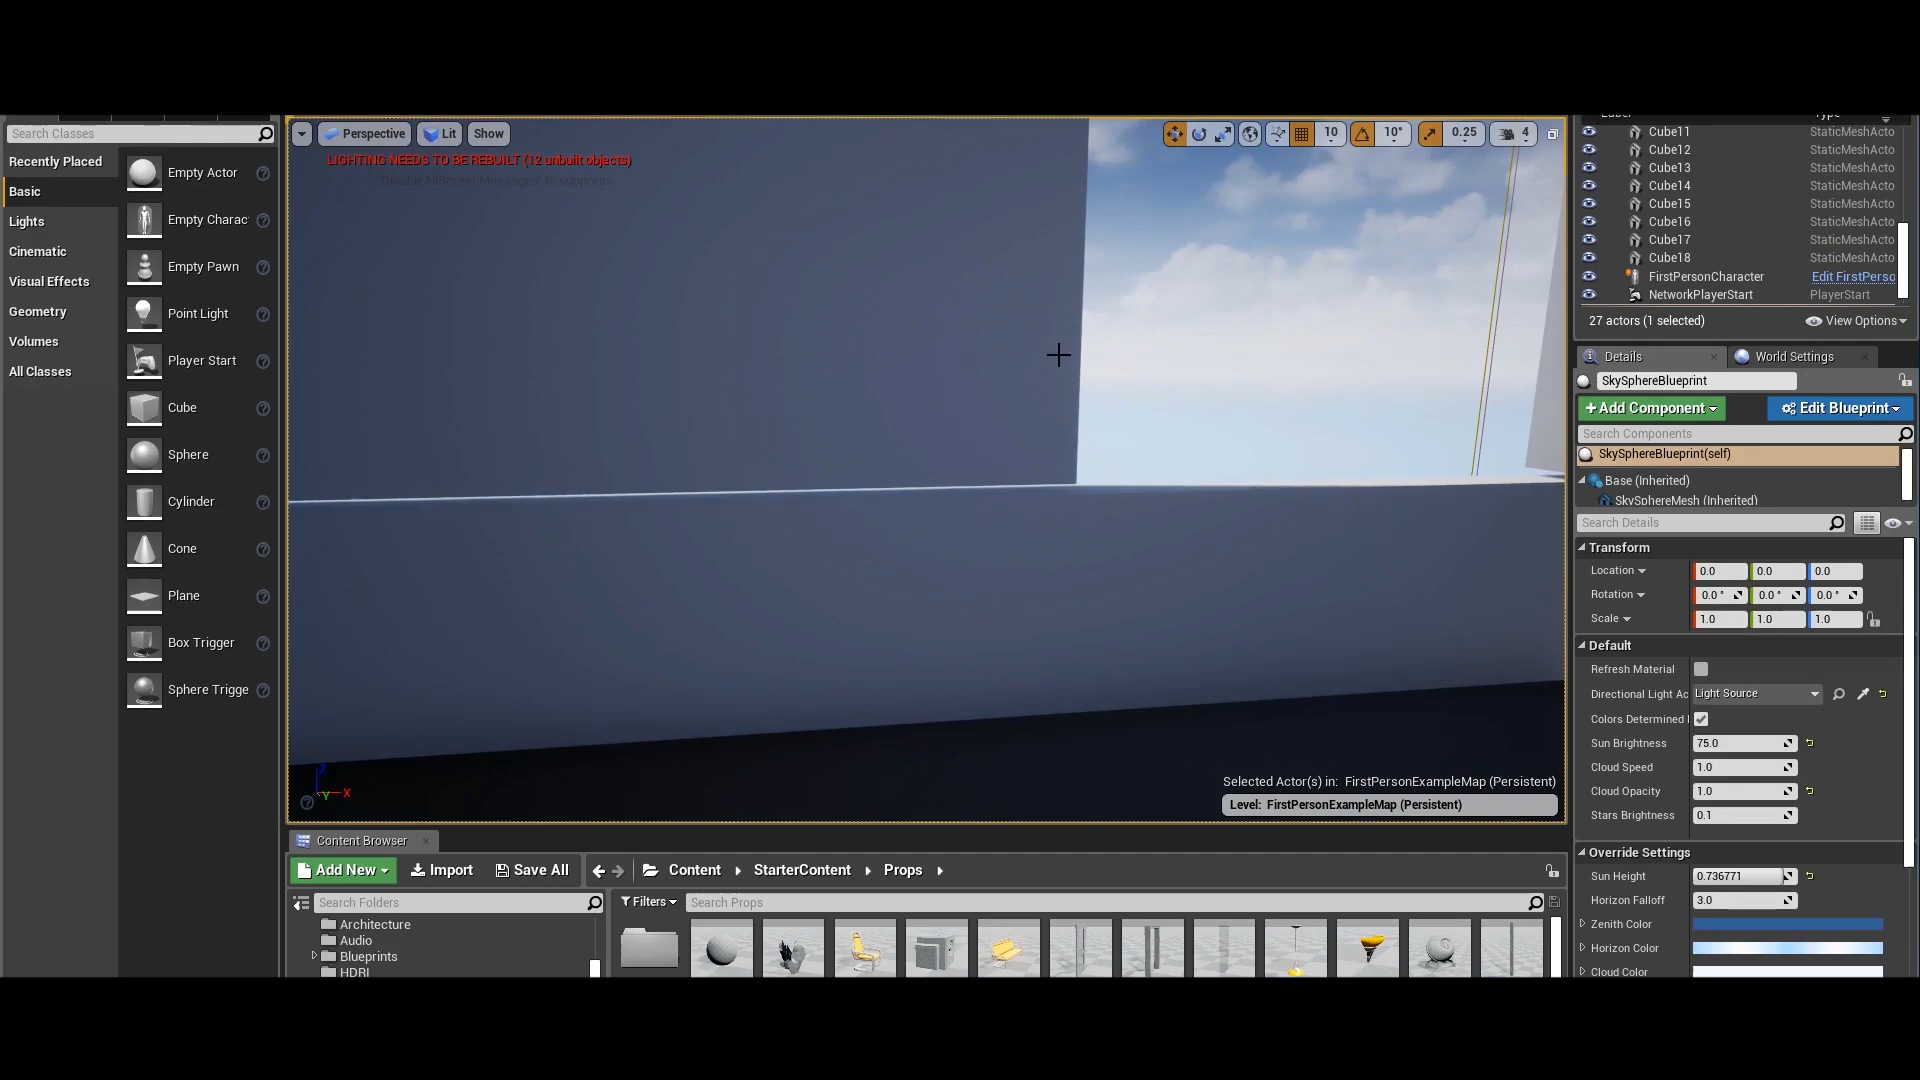 Search Classes
Recently Placed
Basic
Lights
Cinematic
Visual Effects
Geometry
Volumes
All Classes
Empty Actor
Empty Charac
Empty Pawn
Point Light
Player Start
Cube
Sphere
Cylinder
Cone
Plane
Box Trigger
Sphere Trigge
Perspective
Lit
Show
10
10°
0.25
4
LIGHTING NEEDS TO BE REBUILT (12 unbuilt objects)
'DisableAllScreenMessages' to suppress
Z
Y
X
Selected Actor(s) in: FirstPersonExampleMap (Persistent)
Level: FirstPersonExampleMap (Persistent)
Content Browser
Add New
Import
Save All
Content
StarterContent
Props
Search Folders
Filters
Search Props
Architecture
Audio
Blueprints
HDRI
Cube11 StaticMeshActo
Cube12 StaticMeshActo
Cube13 StaticMeshActo
Cube14 StaticMeshActo
Cube15 StaticMeshActo
Cube16 StaticMeshActo
Cube17 StaticMeshActo
Cube18 StaticMeshActo
FirstPersonCharacter Edit FirstPerso
NetworkPlayerStart PlayerStart
27 actors (1 selected)
View Options
Details
World Settings
SkySphereBlueprint
+Add Component
Edit Blueprint
Search Components
SkySphereBlueprint(self)
Base (Inherited)
SkySphereMesh (Inherited)
Search Details
Transform
Location 0.0 0.0 0.0
Rotation 0.0 ° 0.0 ° 0.0 °
Scale 1.0 1.0 1.0
Default
Refresh Material
Directional Light Ac Light Source
Colors Determined
Sun Brightness 75.0
Cloud Speed 1.0
Cloud Opacity 1.0
Stars Brightness 0.1
Override Settings
Sun Height 0.736771
Horizon Falloff 3.0
Zenith Color
Horizon Color
Cloud Color